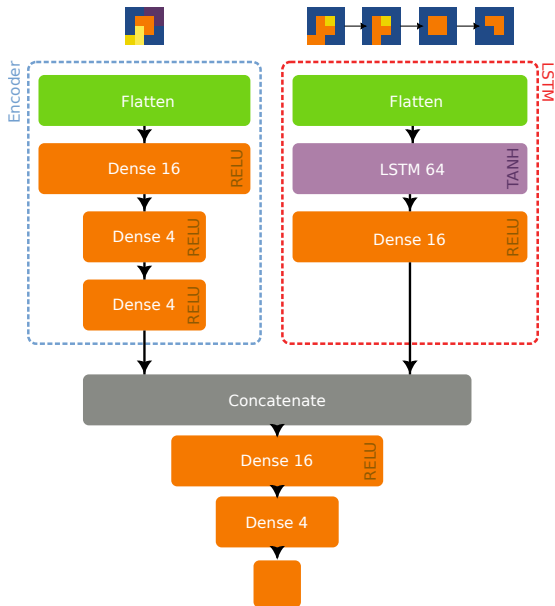 Encoder
Flatten
Dense 16
RELU
Dense 4
RELU
Dense 4
RELU
LSTM
Flatten
LSTM 64
TANH
Dense 16
RELU
Concatenate
Dense 16
RELU
Dense 4